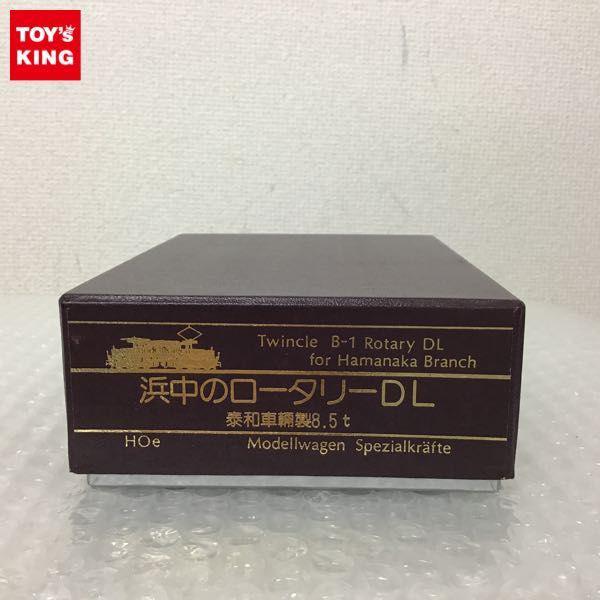 TOY's
KING
Twincle B-1 Rotary DL
for Hamanaka Branch
浜中のロータリーDL
泰和車輛製8.5t
HOe Modellwagen Spezialkräfte